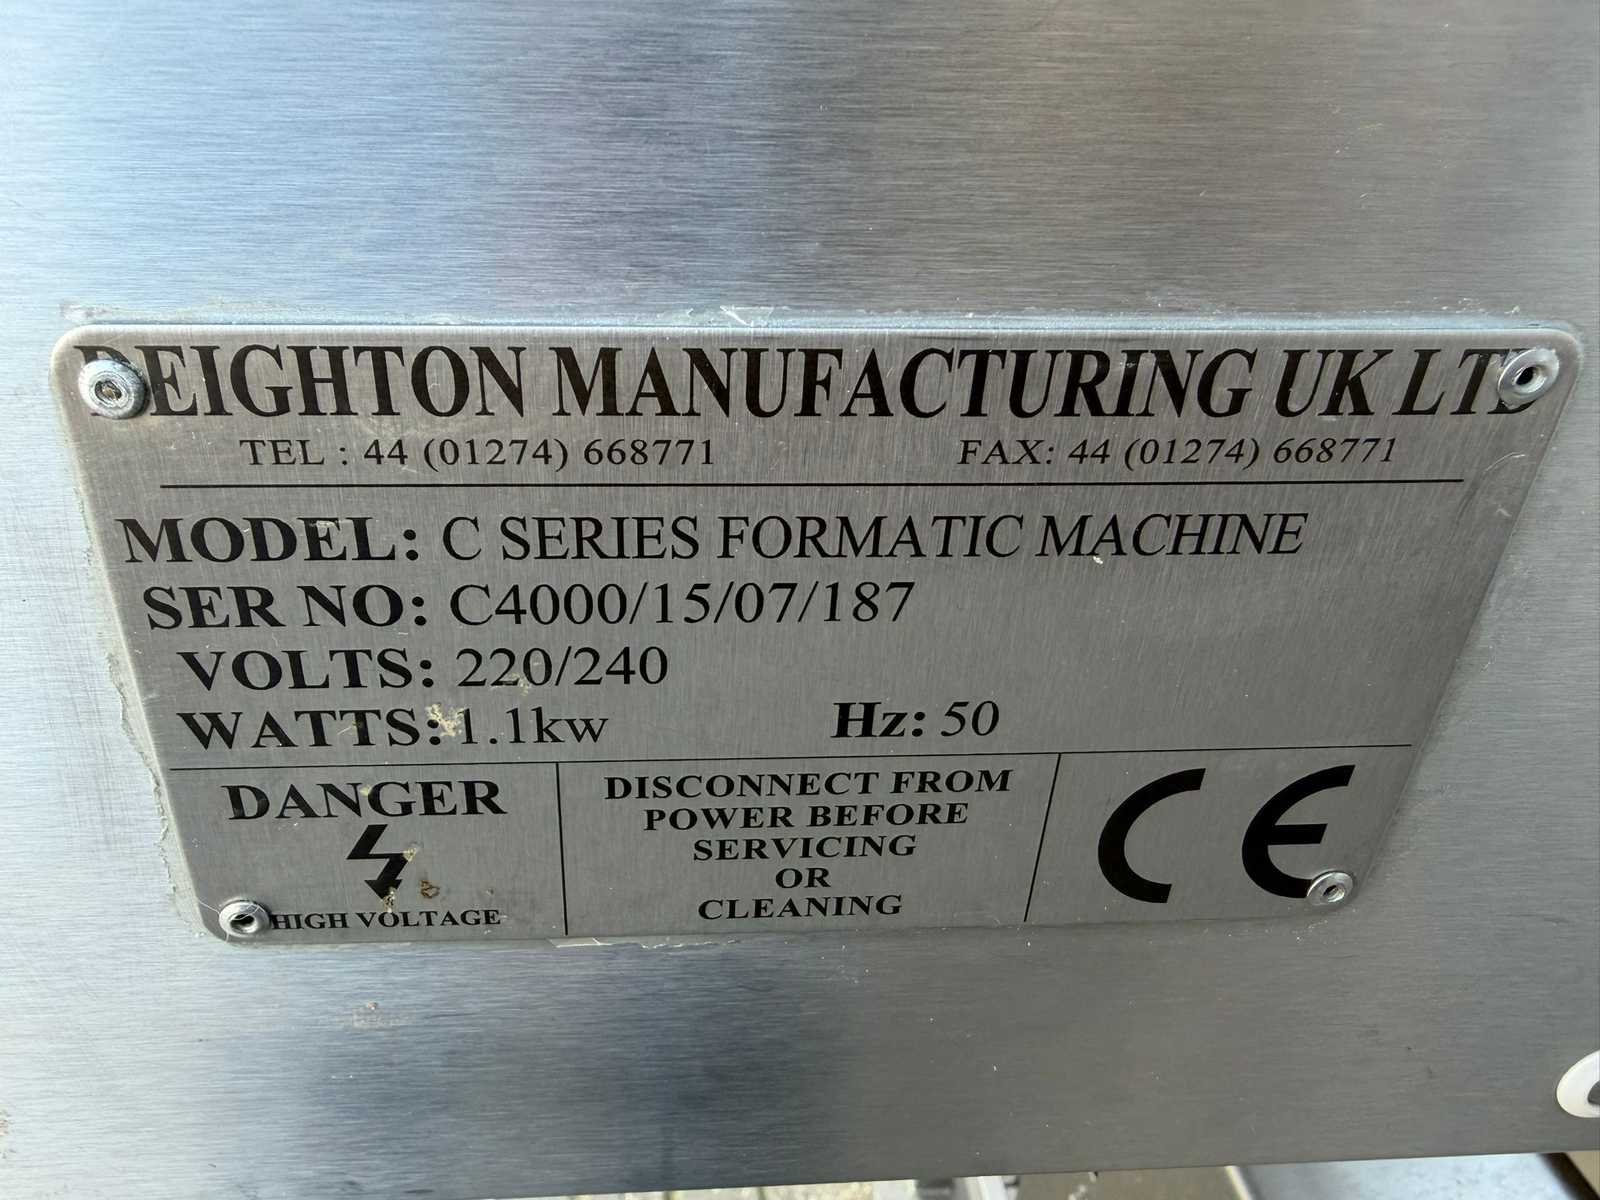 DEIGHTON MANUFACTURING UK LTD
TEL : 44 (01274) 668771 FAX: 44 (01274) 668771
MODEL: C SERIES FORMATIC MACHINE
SER NO: C4000/15/07/187
VOLTS: 220/240
WATTS: 1.1kw Hz: 50
DANGER
HIGH VOLTAGE
DISCONNECT FROM
POWER BEFORE
SERVICING
OR
CLEANING
CE